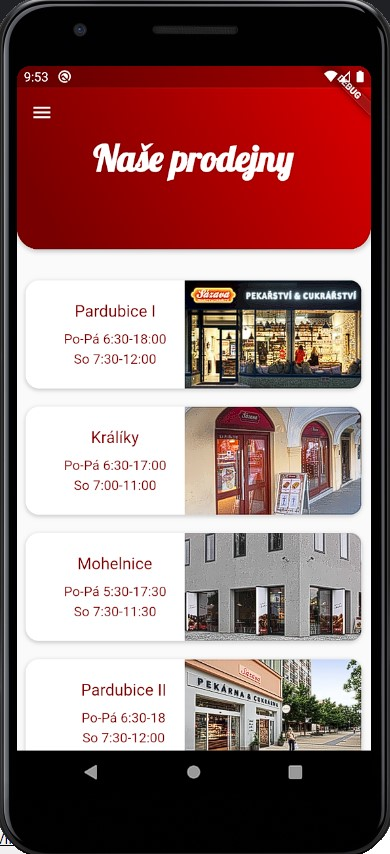 9:53
DEBUG
Naše prodejny
Pardubice I
Po-Pá 6:30-18:00
So 7:30-12:00
Sázava PEKAŘSTVÍ & CUKRÁŘSTVÍ
Králíky
Po-Pá 6:30-17:00
So 7:00-11:00
Mohelnice
Po-Pá 5:30-17:30
So 7:30-11:30
Pardubice II
Po-Pá 6:30-18
So 7:30-12:00
Sázava
PEKÁRNA & CUKRÁRNA